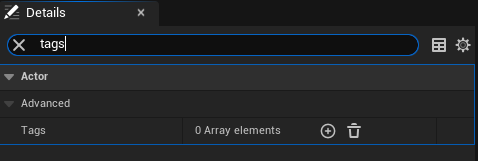 Details
tags
Actor
Advanced
Tags 0 Array elements